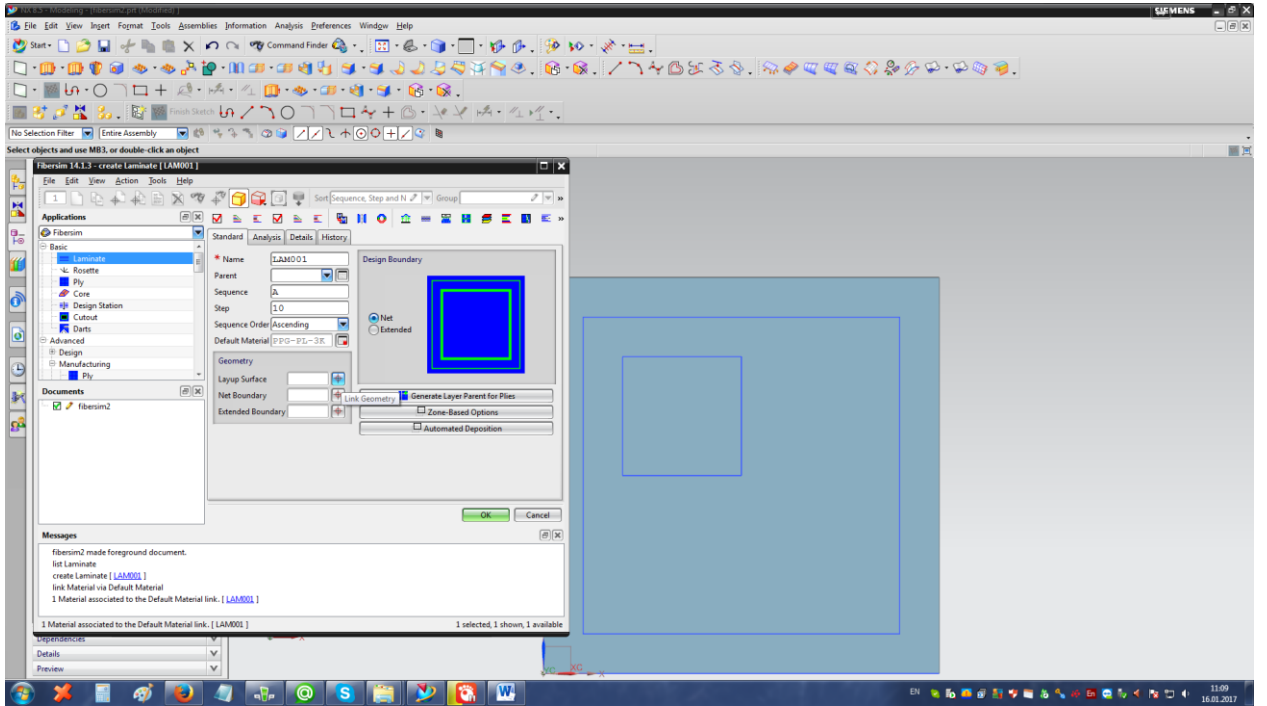 NX 8.5 - Modeling - [fibersim2.prt (Modified) ]
SIEMENS
File Edit View Insert Format Tools Assemblies Information Analysis Preferences Window Help
Start Command Finder
Finish Sketch
No Selection Filter Entire Assembly
Select objects and use MB3, or double-click an object
Fibersim 14.1.3 - create Laminate [ LAM001 ]
File Edit View Action Tools Help
1 Sort Sequence, Step and N Group
Applications
Fibersim
Basic
Laminate
Rosette
Ply
Core
Design Station
Cutout
Darts
Advanced
Design
Manufacturing
Ply
Documents
fibersim2
Standard Analysis Details History
* Name LAM001
Parent
Sequence A
Step 10
Sequence Order Ascending
Default Material PPG-PL-3K
Geometry
Layup Surface
Net Boundary
Extended Boundary
Link Geometry
Design Boundary
Net
Extended
Generate Layer Parent for Plies
Zone-Based Options
Automated Deposition
OK Cancel
Messages
fibersim2 made foreground document.
list Laminate
create Laminate [ LAM001 ]
link Material via Default Material
1 Material associated to the Default Material link. [ LAM001 ]
1 Material associated to the Default Material link. [ LAM001 ] 1 selected, 1 shown, 1 available
Dependencies
Details
Preview
X
YC XC X
EN 11:09
16.01.2017